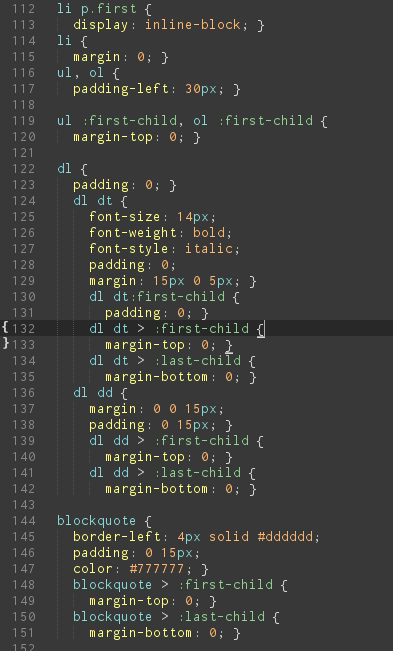 112 li p.first {
113 display: inline-block; }
114 li {
115 margin: 0; }
116 ul, ol {
117 padding-left: 30px; }
118
119 ul :first-child, ol :first-child {
120 margin-top: 0; }
121
122 dl {
123 padding: 0; }
124 dl dt {
125 font-size: 14px;
126 font-weight: bold;
127 font-style: italic;
128 padding: 0;
129 margin: 15px 0 5px; }
130 dl dt:first-child {
131 padding: 0; }
{ 132 dl dt > :first-child {
} 133 margin-top: 0; }
134 dl dt > :last-child {
135 margin-bottom: 0; }
136 dl dd {
137 margin: 0 0 15px;
138 padding: 0 15px; }
139 dl dd > :first-child {
140 margin-top: 0; }
141 dl dd > :last-child {
142 margin-bottom: 0; }
143
144 blockquote {
145 border-left: 4px solid #dddddd;
146 padding: 0 15px;
147 color: #777777; }
148 blockquote > :first-child {
149 margin-top: 0; }
150 blockquote > :last-child {
151 margin-bottom: 0; }
152